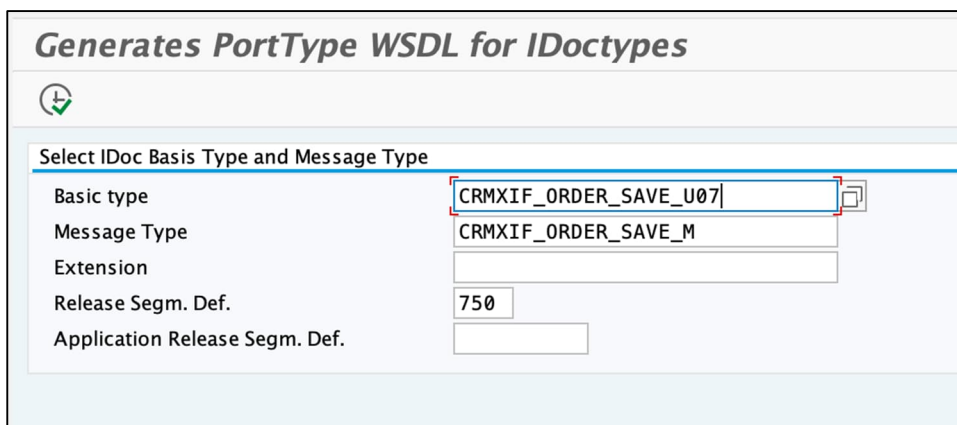 Generates PortType WSDL for IDoctypes
Select IDoc Basis Type and Message Type
Basic type CRMXIF_ORDER_SAVE_U07
Message Type CRMXIF_ORDER_SAVE_M
Extension
Release Segm. Def. 750
Application Release Segm. Def.